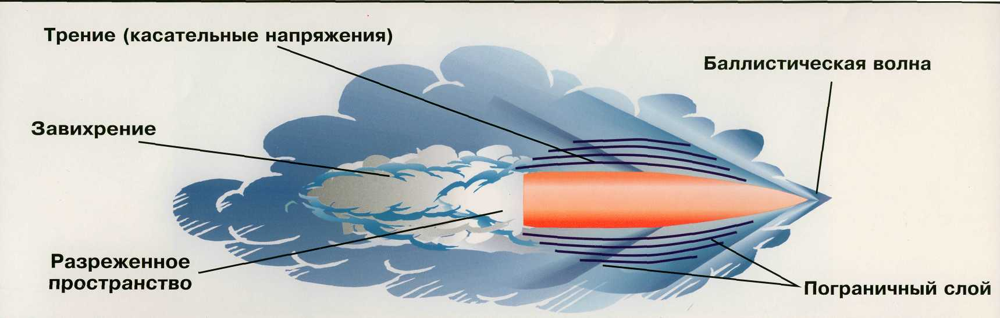 Трение (касательные напряжения)
Баллистическая волна
Завихрение
Разреженное
пространство
Пограничный слой